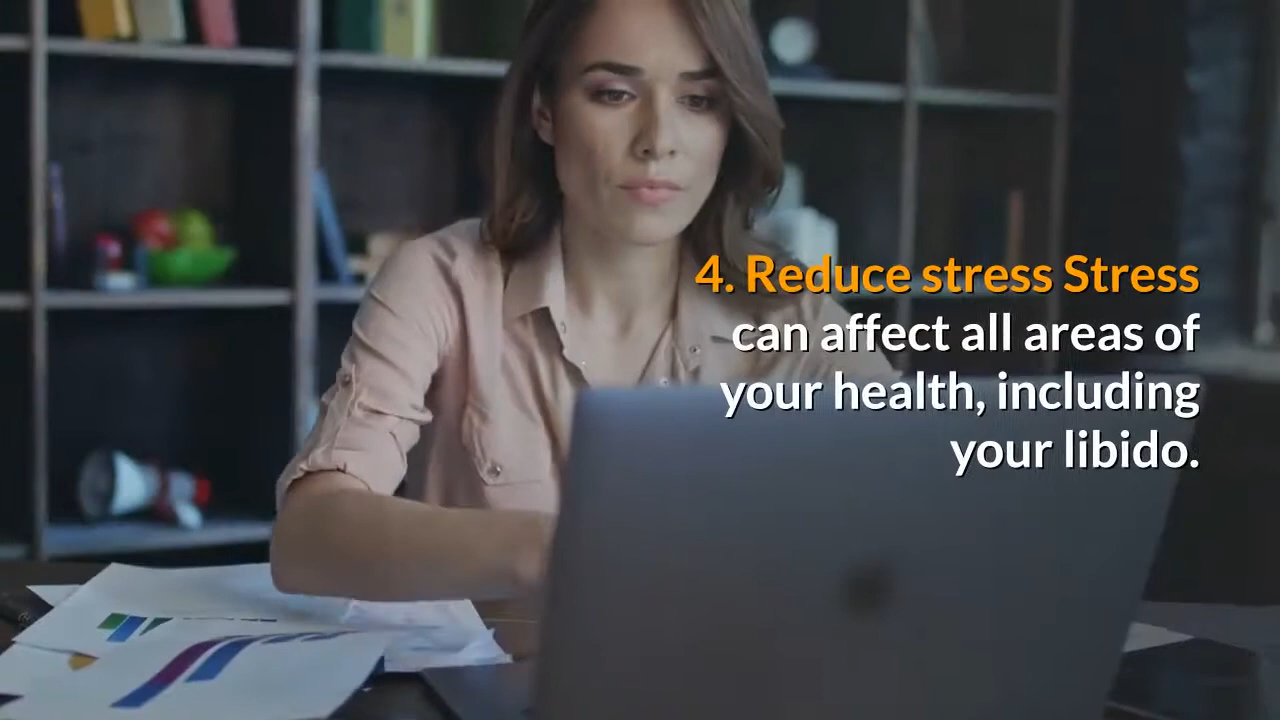 4. Reduce stress Stress
can affect all areas of
your health, including
your libido.